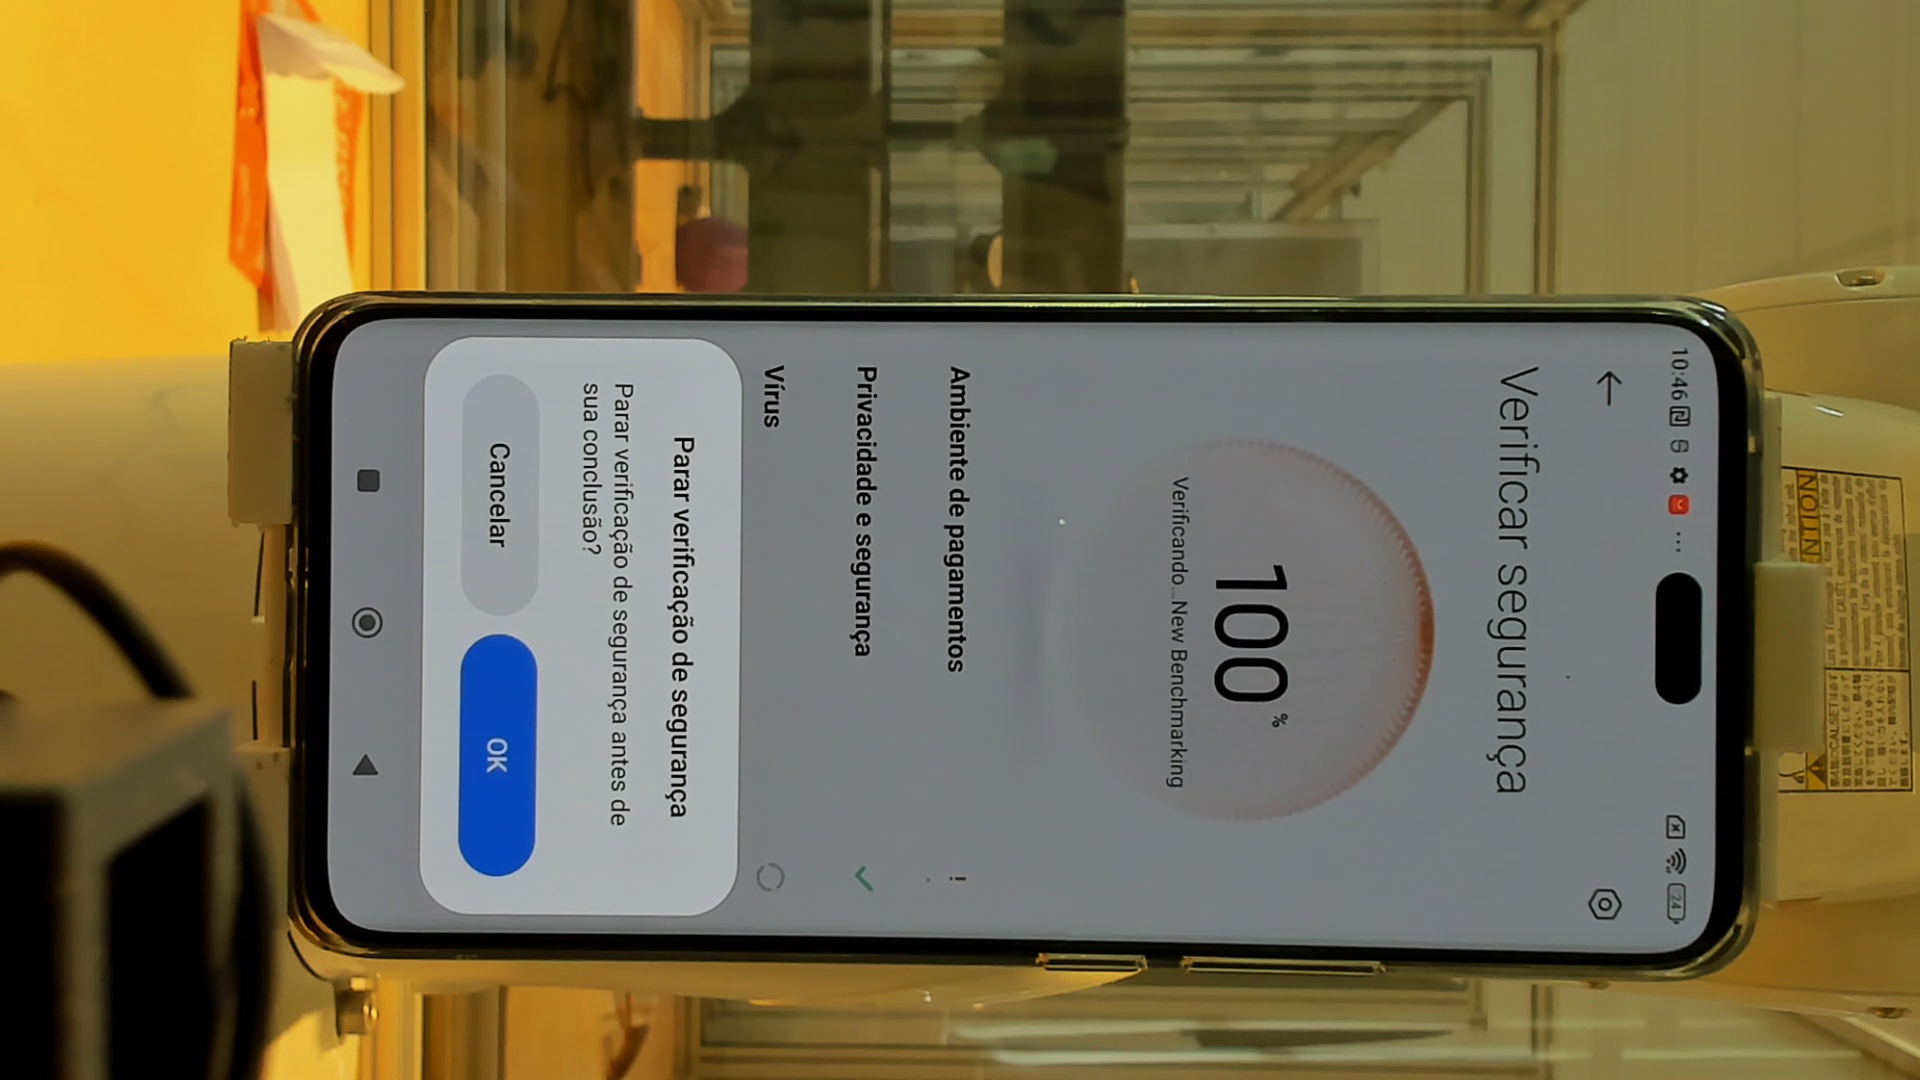 10:46
24
Verificar segurança
100%
Verificando...New Benchmarking
Ambiente de pagamentos
!
Privacidade e segurança
Vírus
Parar verificação de segurança
Parar verificação de segurança antes de
sua conclusão?
Cancelar
OK